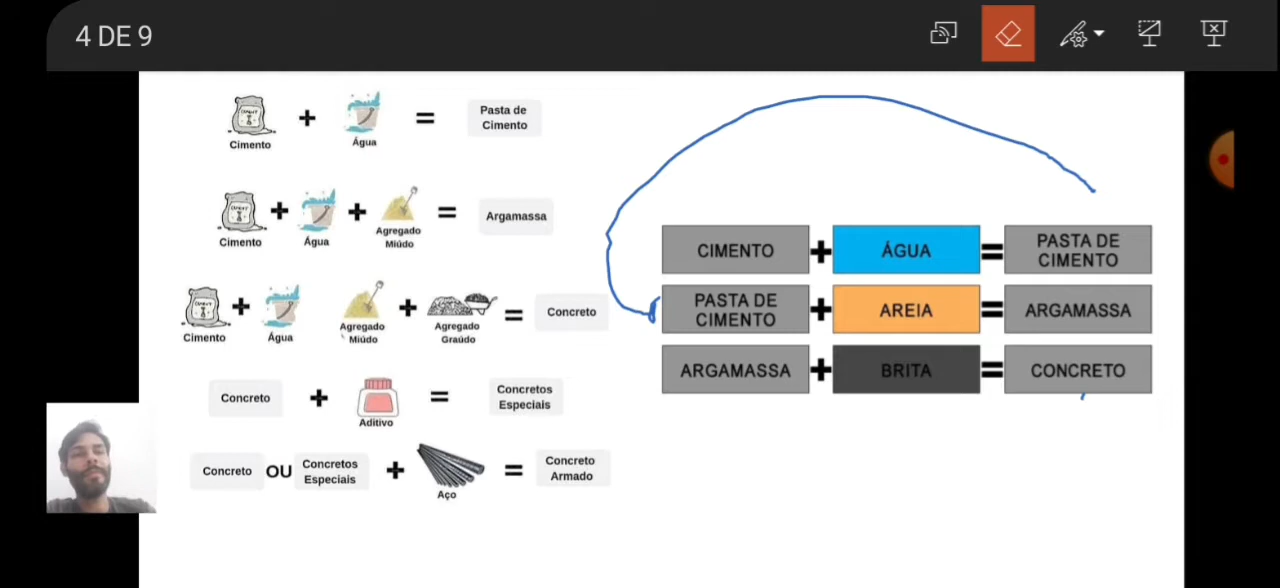 4 DE 9
Pasta de
Cimento
Cimento
Água
Argamassa
Cimento
Água
Agregado
Miúdo
Concreto
Cimento
Água
Agregado
Miúdo
Agregado
Graúdo
Concreto
Aditivo
Concretos
Especiais
Concreto OU Concretos
Especiais
Aço
Concreto
Armado
CIMENTO + ÁGUA = PASTA DE
CIMENTO
PASTA DE
CIMENTO + AREIA = ARGAMASSA
ARGAMASSA + BRITA = CONCRETO